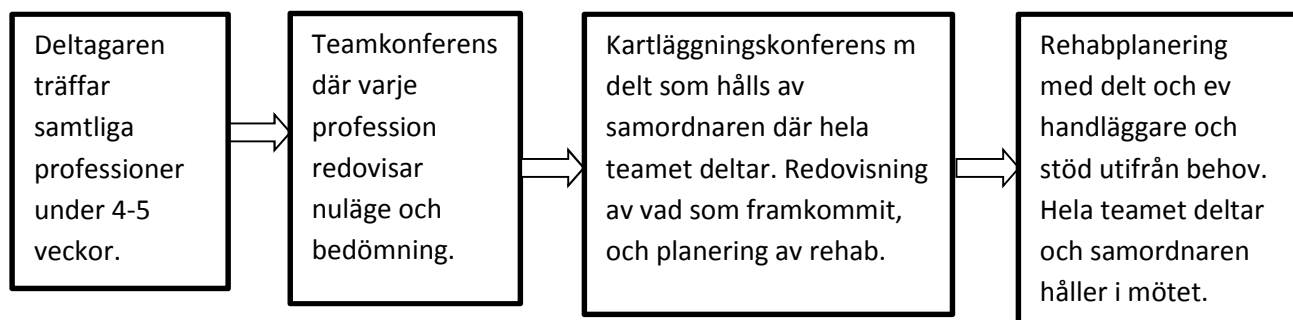 Deltagaren
träffar
samtliga
professioner
under 4-5
veckor.
Teamkonferens
där varje
profession
redovisar
nuläge och
bedömning.
Kartläggningskonferens m
delt som hålls av
samordnaren där hela
teamet deltar. Redovisning
av vad som framkommit,
och planering av rehab.
Rehabplanering
med delt och ev
handläggare och
stöd utifrån behov.
Hela teamet deltar
och samordnaren
håller i mötet.